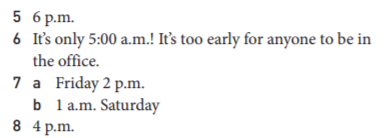 5 6 p.m.
6 It's only 5:00 a.m.! It's too early for anyone to be in
the office.
7 a Friday 2 p.m.
b 1 a.m. Saturday
8 4 p.m.